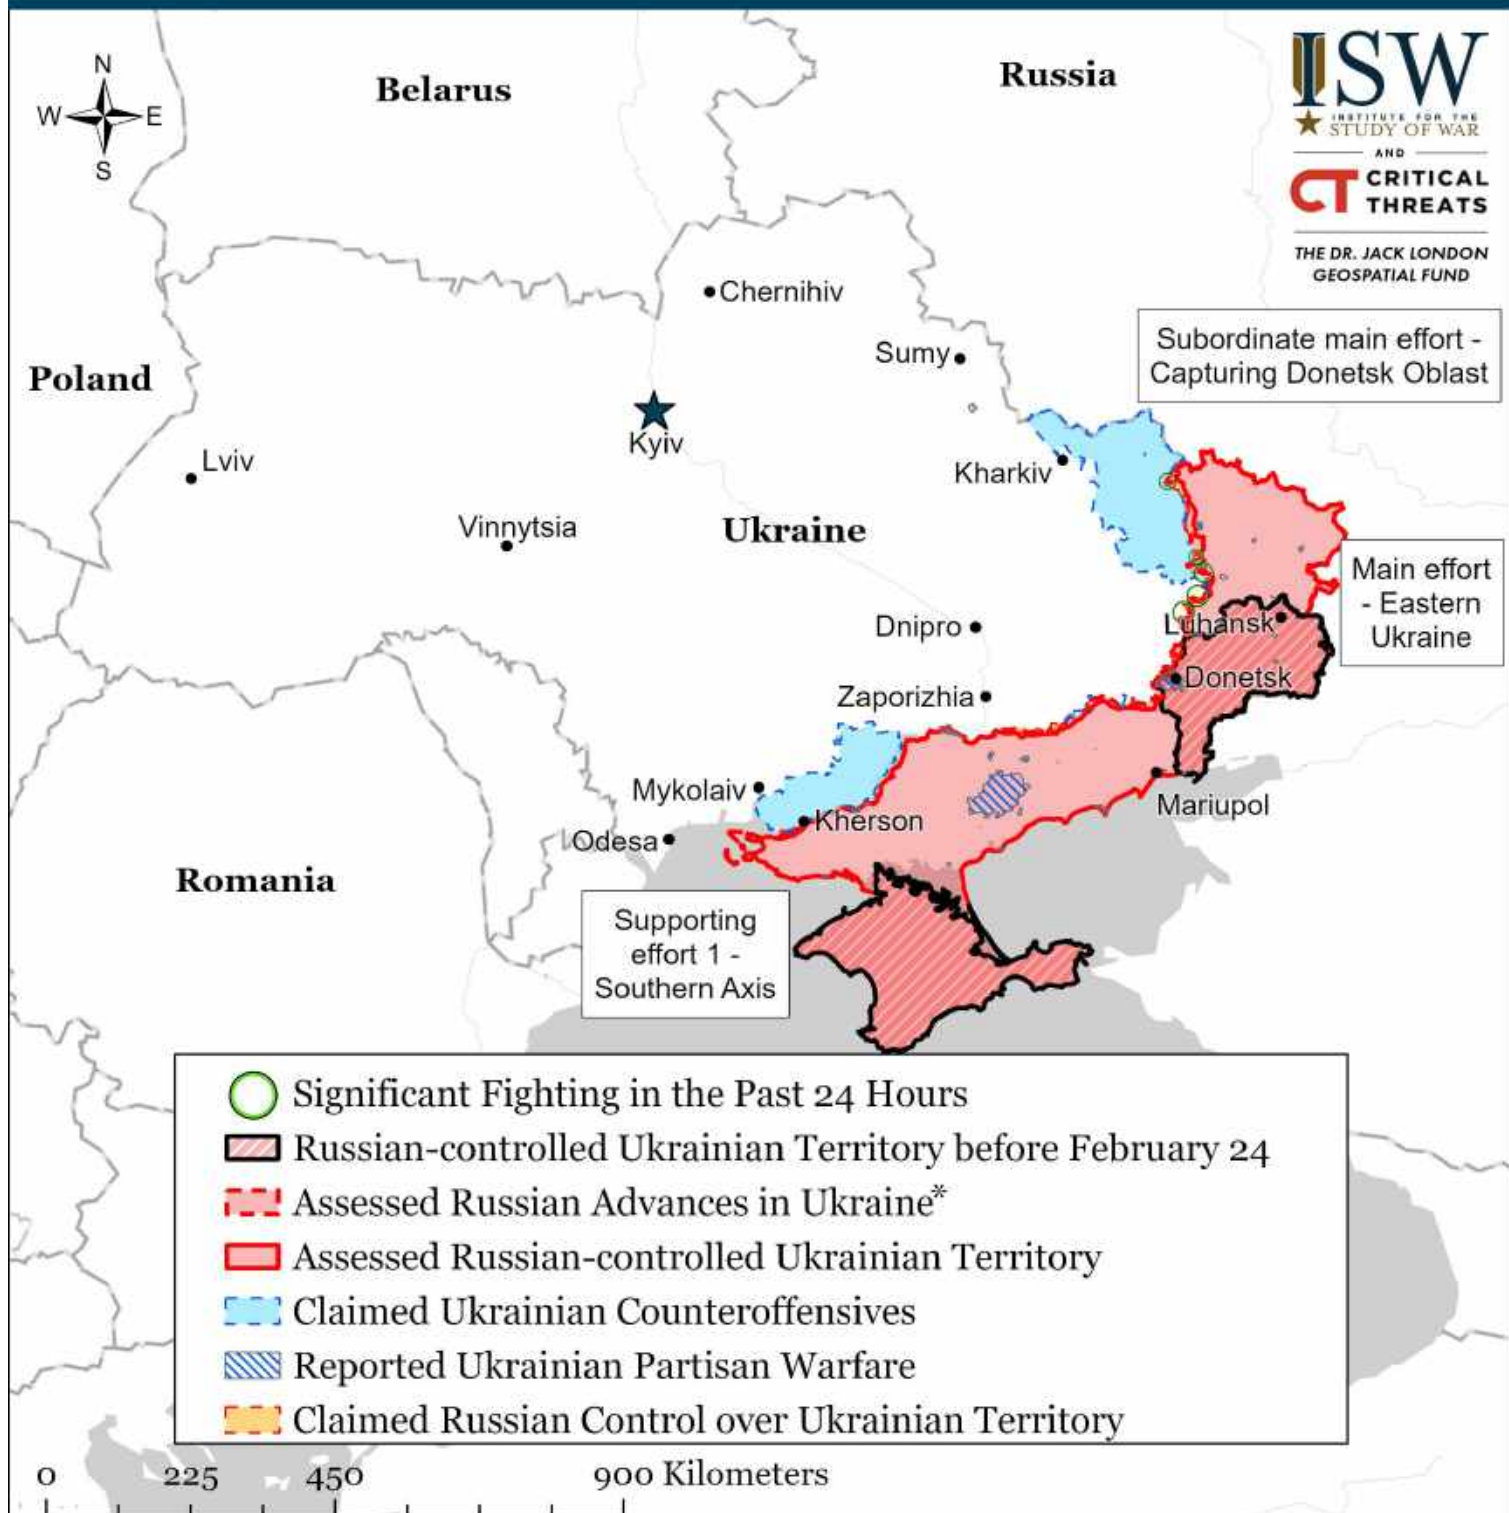 N
W
E
S
Belarus
Russia
ISW
INSTITUTE FOR THE
STUDY OF WAR
AND
CT CRITICAL
THREATS
THE DR. JACK LONDON
GEOSPATIAL FUND
Chernihiv
Subordinate main effort -
Capturing Donetsk Oblast
Sumy
Poland
Kyiv
Lviv
Kharkiv
Vinnytsia
Ukraine
Main effort
- Eastern
Ukraine
Dnipro
Luhansk
Donetsk
Zaporizhia
Mykolaiv
Mariupol
Kherson
Odesa
Romania
Supporting
effort 1 -
Southern Axis
Significant Fighting in the Past 24 Hours
Russian-controlled Ukrainian Territory before February 24
Assessed Russian Advances in Ukraine*
Assessed Russian-controlled Ukrainian Territory
Claimed Ukrainian Counteroffensives
Reported Ukrainian Partisan Warfare
Claimed Russian Control over Ukrainian Territory
0 225 450 900 Kilometers